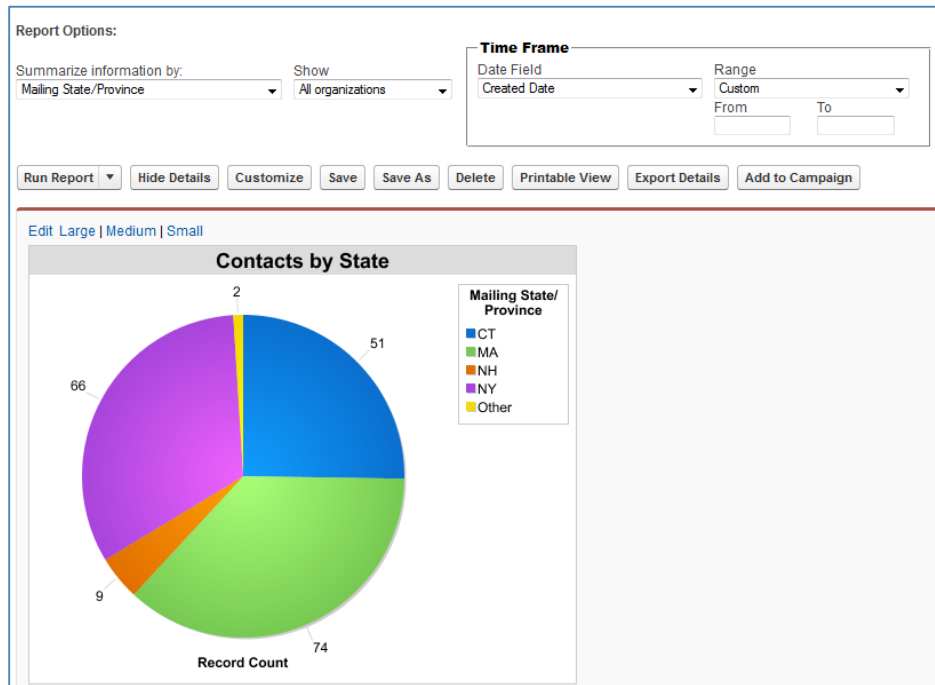 Report Options:
Time Frame
Summarize information by:
Mailing State/Province
Show
All organizations
Date Field
Created Date
Range
Custom
From To
Run Report Hide Details Customize Save Save As Delete Printable View Export Details Add to Campaign
Edit Large | Medium | Small
Contacts by State
2
51
66
9
74
Record Count
Mailing State/
Province
CT
MA
NH
NY
Other